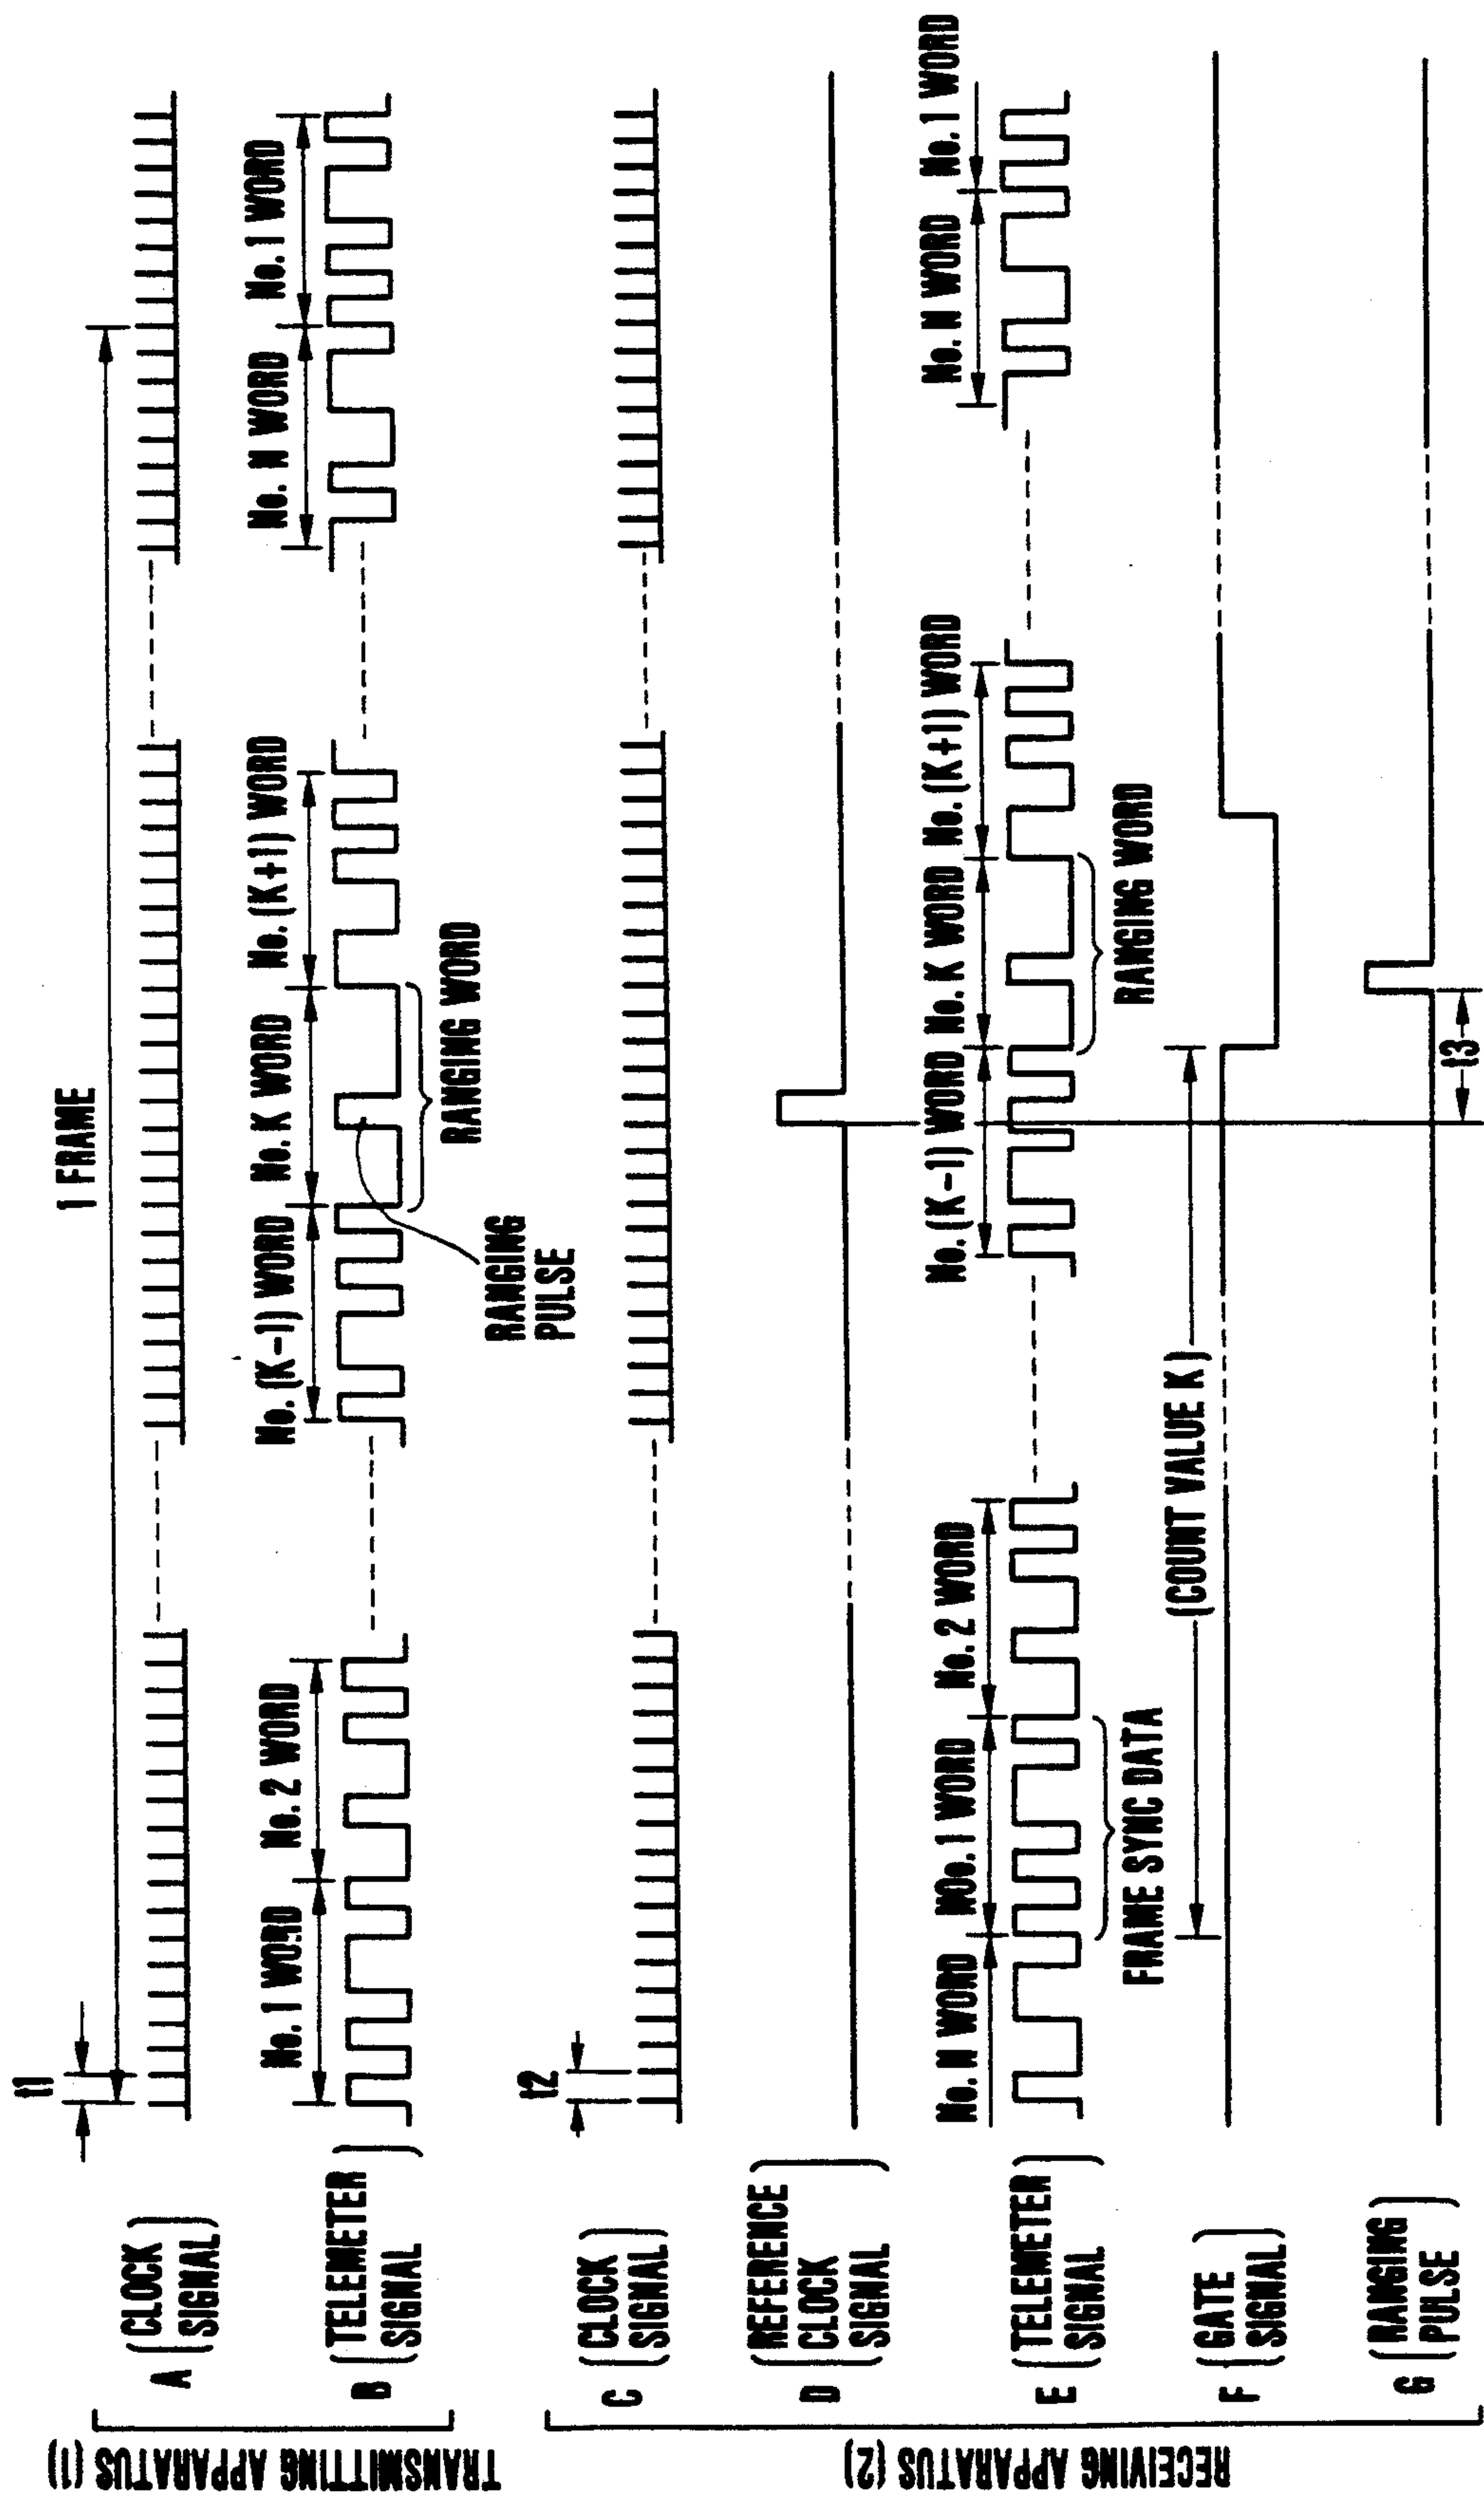 TRANSMITTING APPARATUS (1)
A (CLOCK
SIGNAL)
t1
1 FRAME
B (TELEMETER
SIGNAL)
No. 1 WORD
No. 2 WORD
No. (K-1) WORD
No. K WORD
No. (K+1) WORD
No. N WORD
No. 1 WORD
RANGING
PULSE
RANGING WORD
RECEIVING APPARATUS (2)
C (CLOCK
SIGNAL)
t2
D (REFERENCE
CLOCK
SIGNAL)
E (TELEMETER
SIGNAL)
No. N WORD
NOo. 1 WORD
No. 2 WORD
No. (K-1) WORD
No. K WORD
No. (K+1) WORD
No. N WORD
No. 1 WORD
FRAME SYNC DATA
RANGING WORD
F (GATE
SIGNAL)
(COUNT VALUE K)
G (RANGING
PULSE)
t3